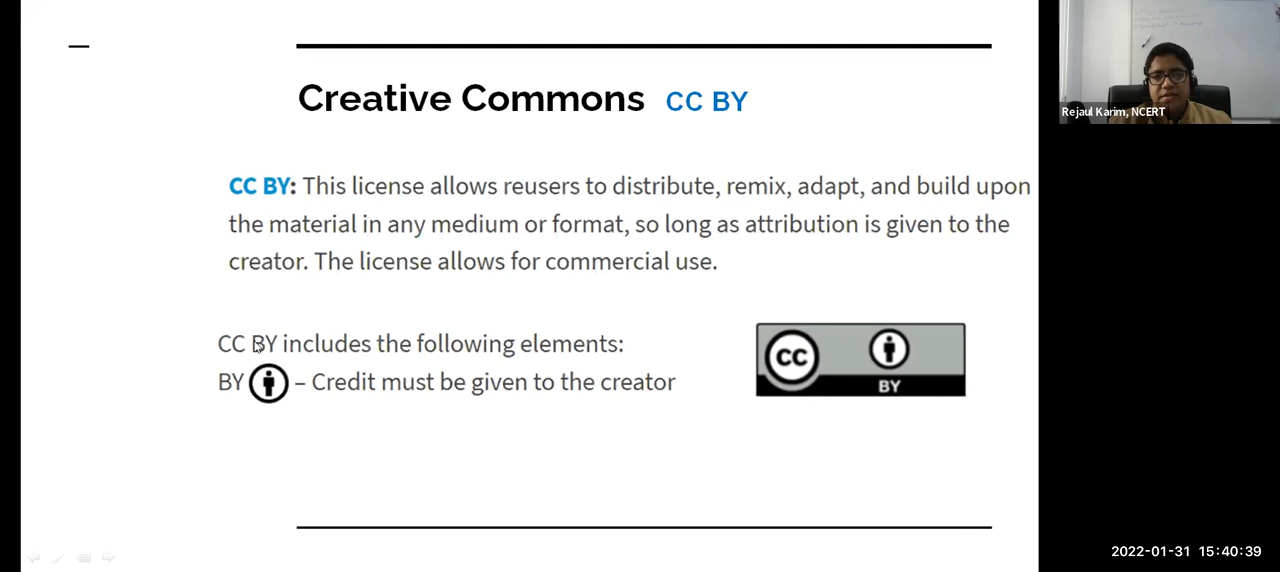 Creative Commons CC BY
CC BY: This license allows reusers to distribute, remix, adapt, and build upon
the material in any medium or format, so long as attribution is given to the
creator. The license allows for commercial use.
CC BY includes the following elements:
BY – Credit must be given to the creator
CC
BY
Rejaul Karim, NCERT
2022-01-31 15:40:39